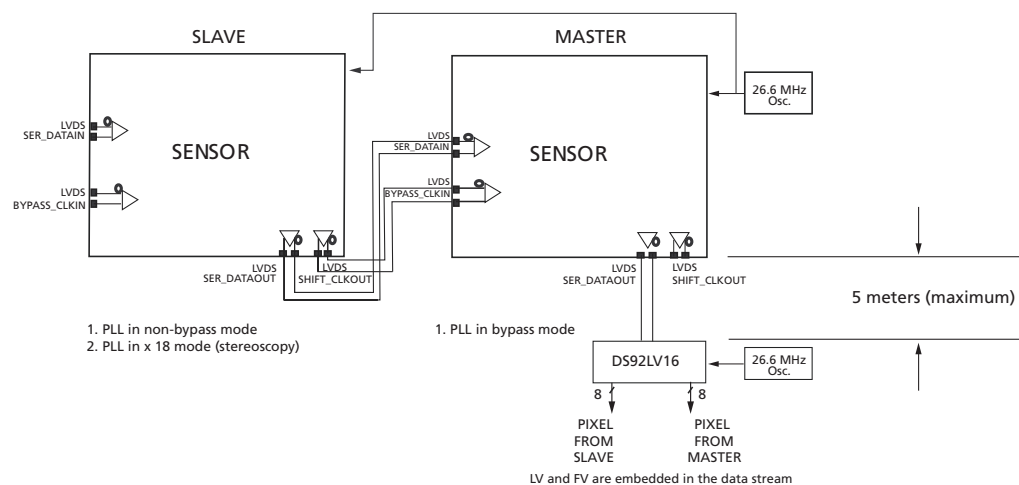 SLAVE
MASTER
26.6 MHz
Osc.
LVDS
SER_DATAIN
SENSOR
LVDS
BYPASS_CLKIN
LVDS
SER_DATAOUT
LVDS
SHIFT_CLKOUT
LVDS
SER_DATAIN
SENSOR
LVDS
BYPASS_CLKIN
LVDS
SER_DATAOUT
LVDS
SHIFT_CLKOUT
5 meters (maximum)
1. PLL in non-bypass mode
2. PLL in x 18 mode (stereoscopy)
1. PLL in bypass mode
DS92LV16
26.6 MHz
Osc.
8
8
PIXEL
FROM
SLAVE
PIXEL
FROM
MASTER
LV and FV are embedded in the data stream